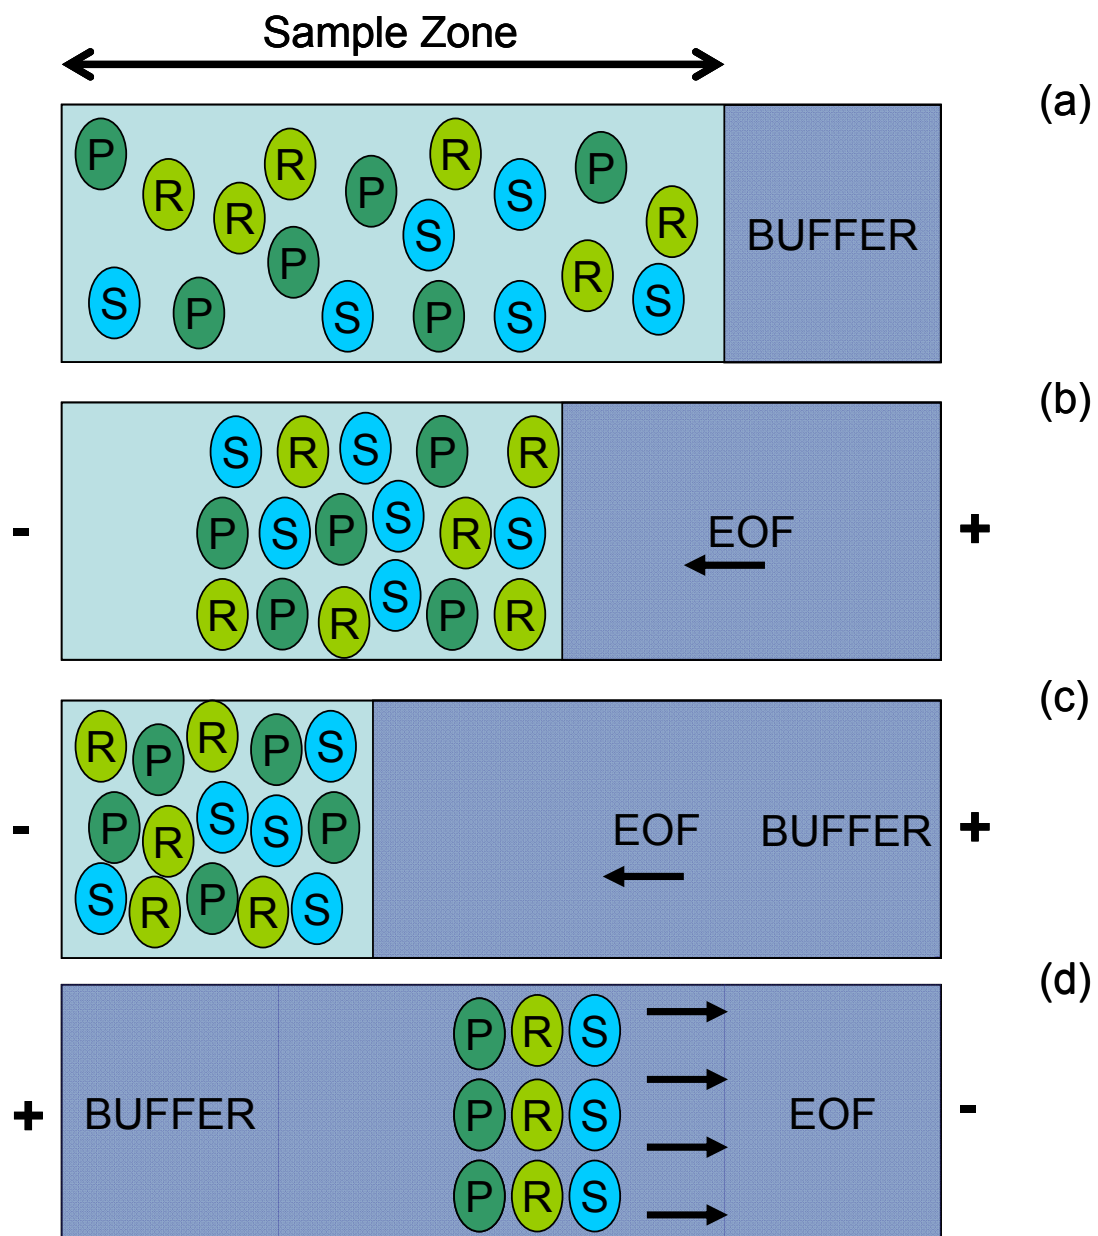 Sample Zone
(a)
P R R R P R S P R
P S BUFFER
S P S P S R S
(b)
S R S P R
- P S P S R S EOF +
R P R S P R
(c)
R P R P S
- P R S S P EOF BUFFER +
S R P R S
(d)
P R S
+ BUFFER P R S EOF -
P R S